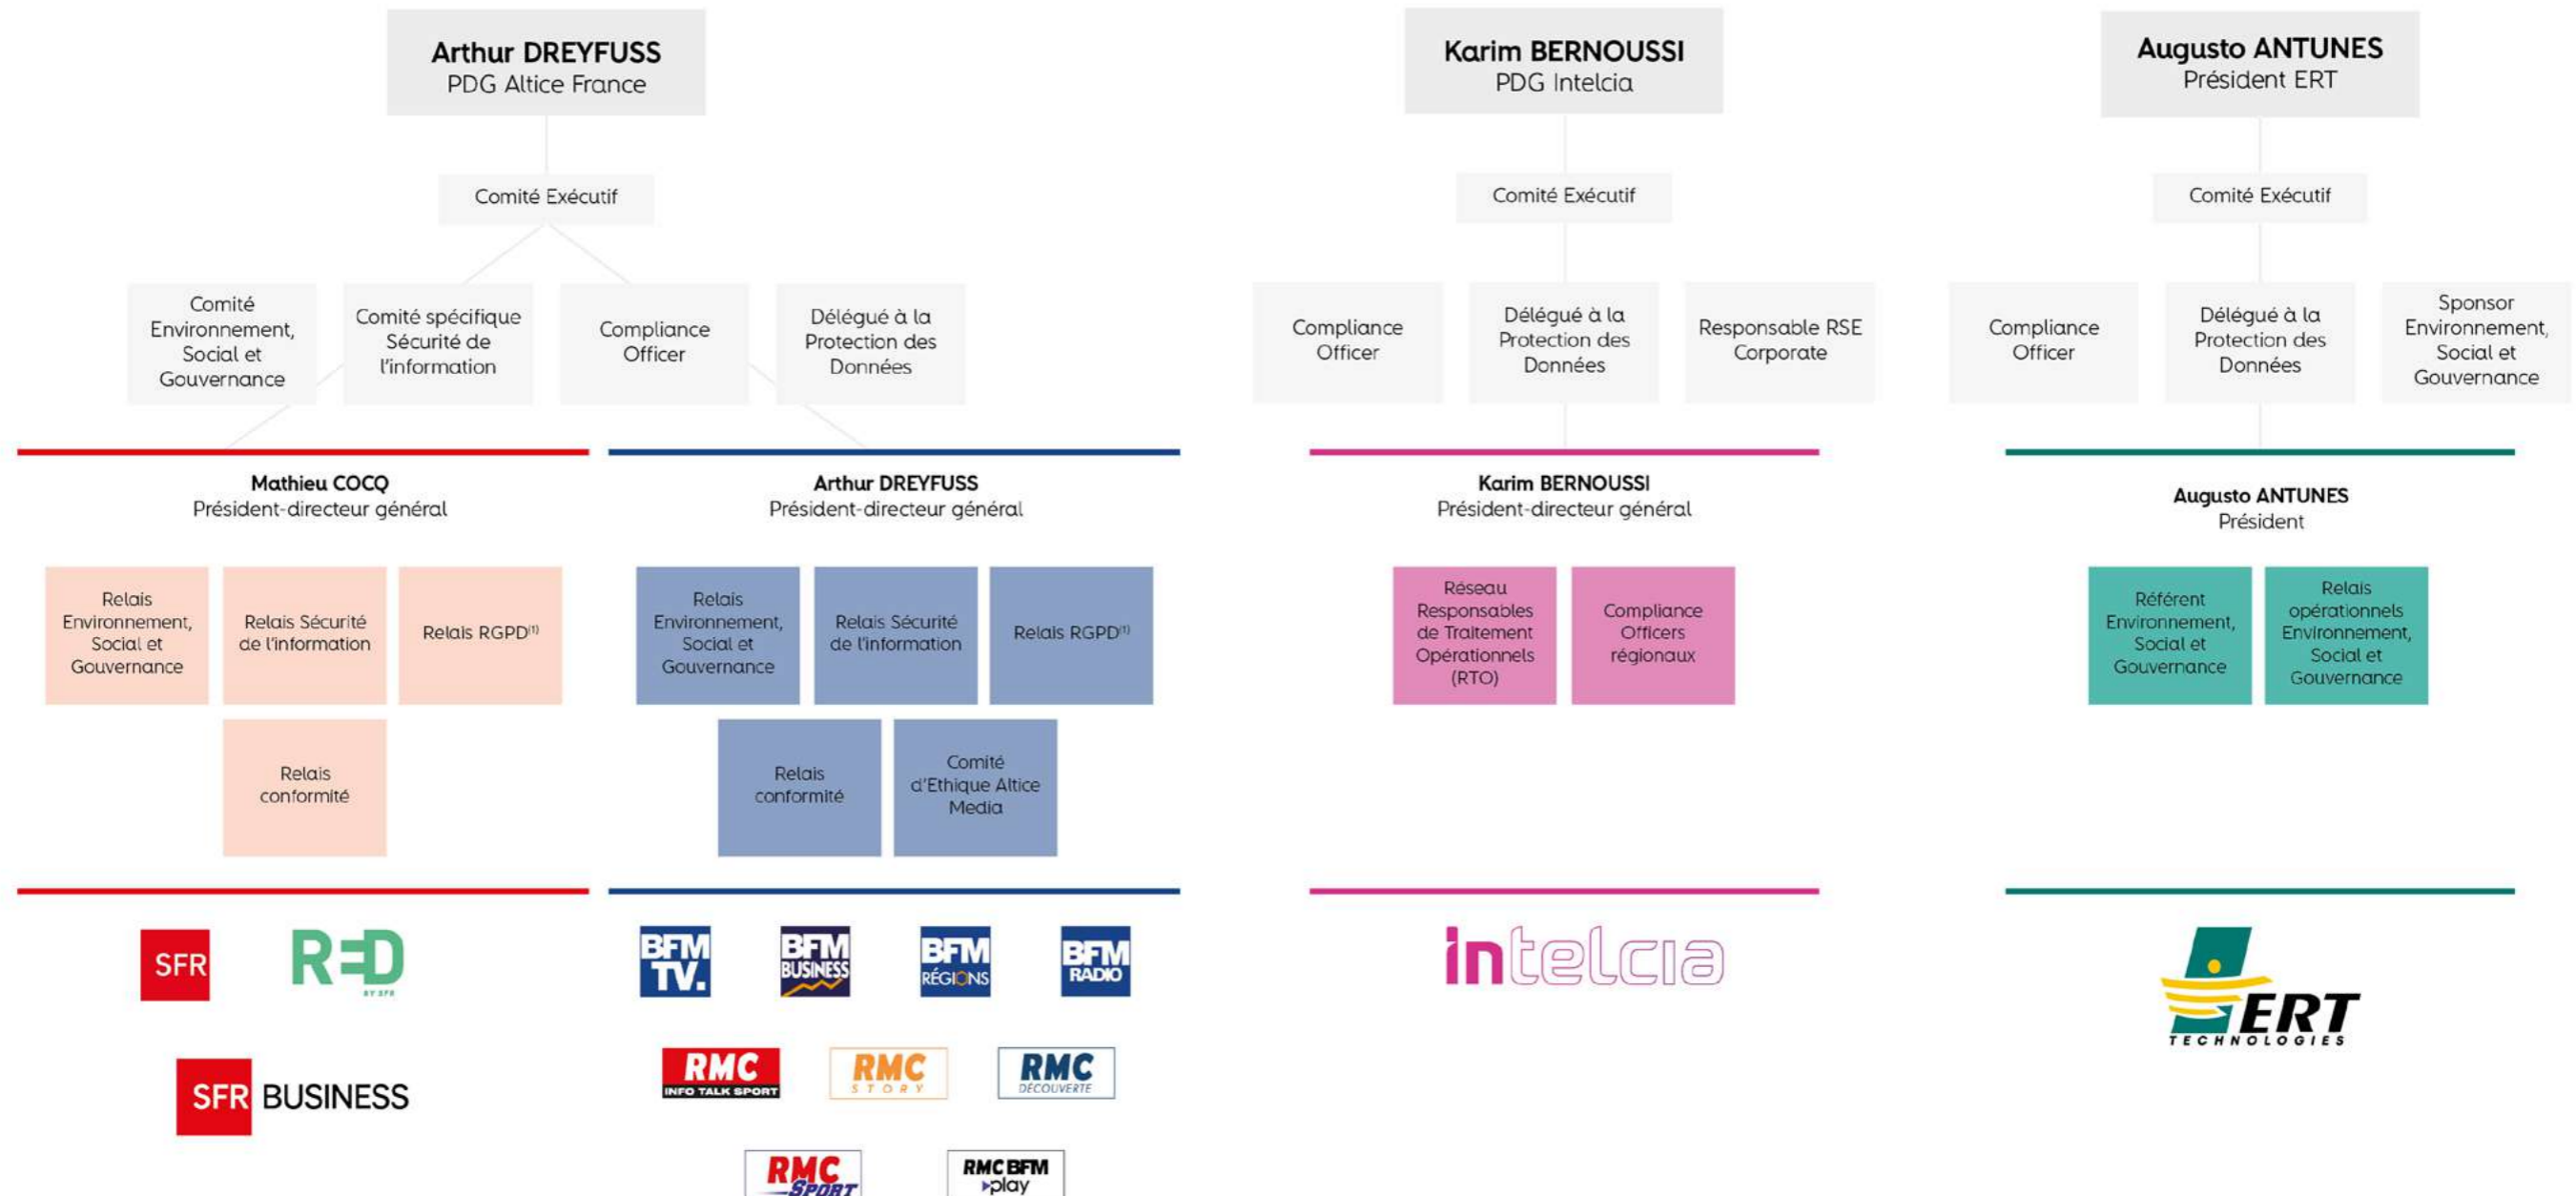 Arthur DREYFUSS
PDG Altice France
Karim BERNOUSSI
PDG Intelcia
Augusto ANTUNES
Président ERT
Comité Exécutif
Comité Exécutif
Comité Exécutif
Comité
Environnement,
Social et
Gouvernance
Comité spécifique
Sécurité de
l'information
Compliance
Officer
Délégué à la
Protection des
Données
Compliance
Officer
Délégué à la
Protection des
Données
Responsable RSE
Corporate
Compliance
Officer
Délégué à la
Protection des
Données
Sponsor
Environnement,
Social et
Gouvernance
Mathieu COCQ
Président-directeur général
Arthur DREYFUSS
Président-directeur général
Karim BERNOUSSI
Président-directeur général
Augusto ANTUNES
Président
Relais
Environnement,
Social et
Gouvernance
Relais Sécurité
de l'information
Relais RGPD(1)
Relais
Environnement,
Social et
Gouvernance
Relais Sécurité
de l'information
Relais RGPD(1)
Réseau
Responsables
de Traitement
Opérationnels
(RTO)
Compliance
Officers
régionaux
Référent
Environnement,
Social et
Gouvernance
Relais
opérationnels
Environnement,
Social et
Gouvernance
Relais
conformité
Relais
conformité
Comité
d'Ethique Altice
Media
SFR
RED
BY SFR
SFR BUSINESS
BFM
TV.
BFM
BUSINESS
BFM
RÉGIONS
BFM
RADIO
RMC
INFO TALK SPORT
RMC
STORY
RMC
DÉCOUVERTE
RMC
SPORT
RMC BFM
play
intelcia
ERT
TECHNOLOGIES